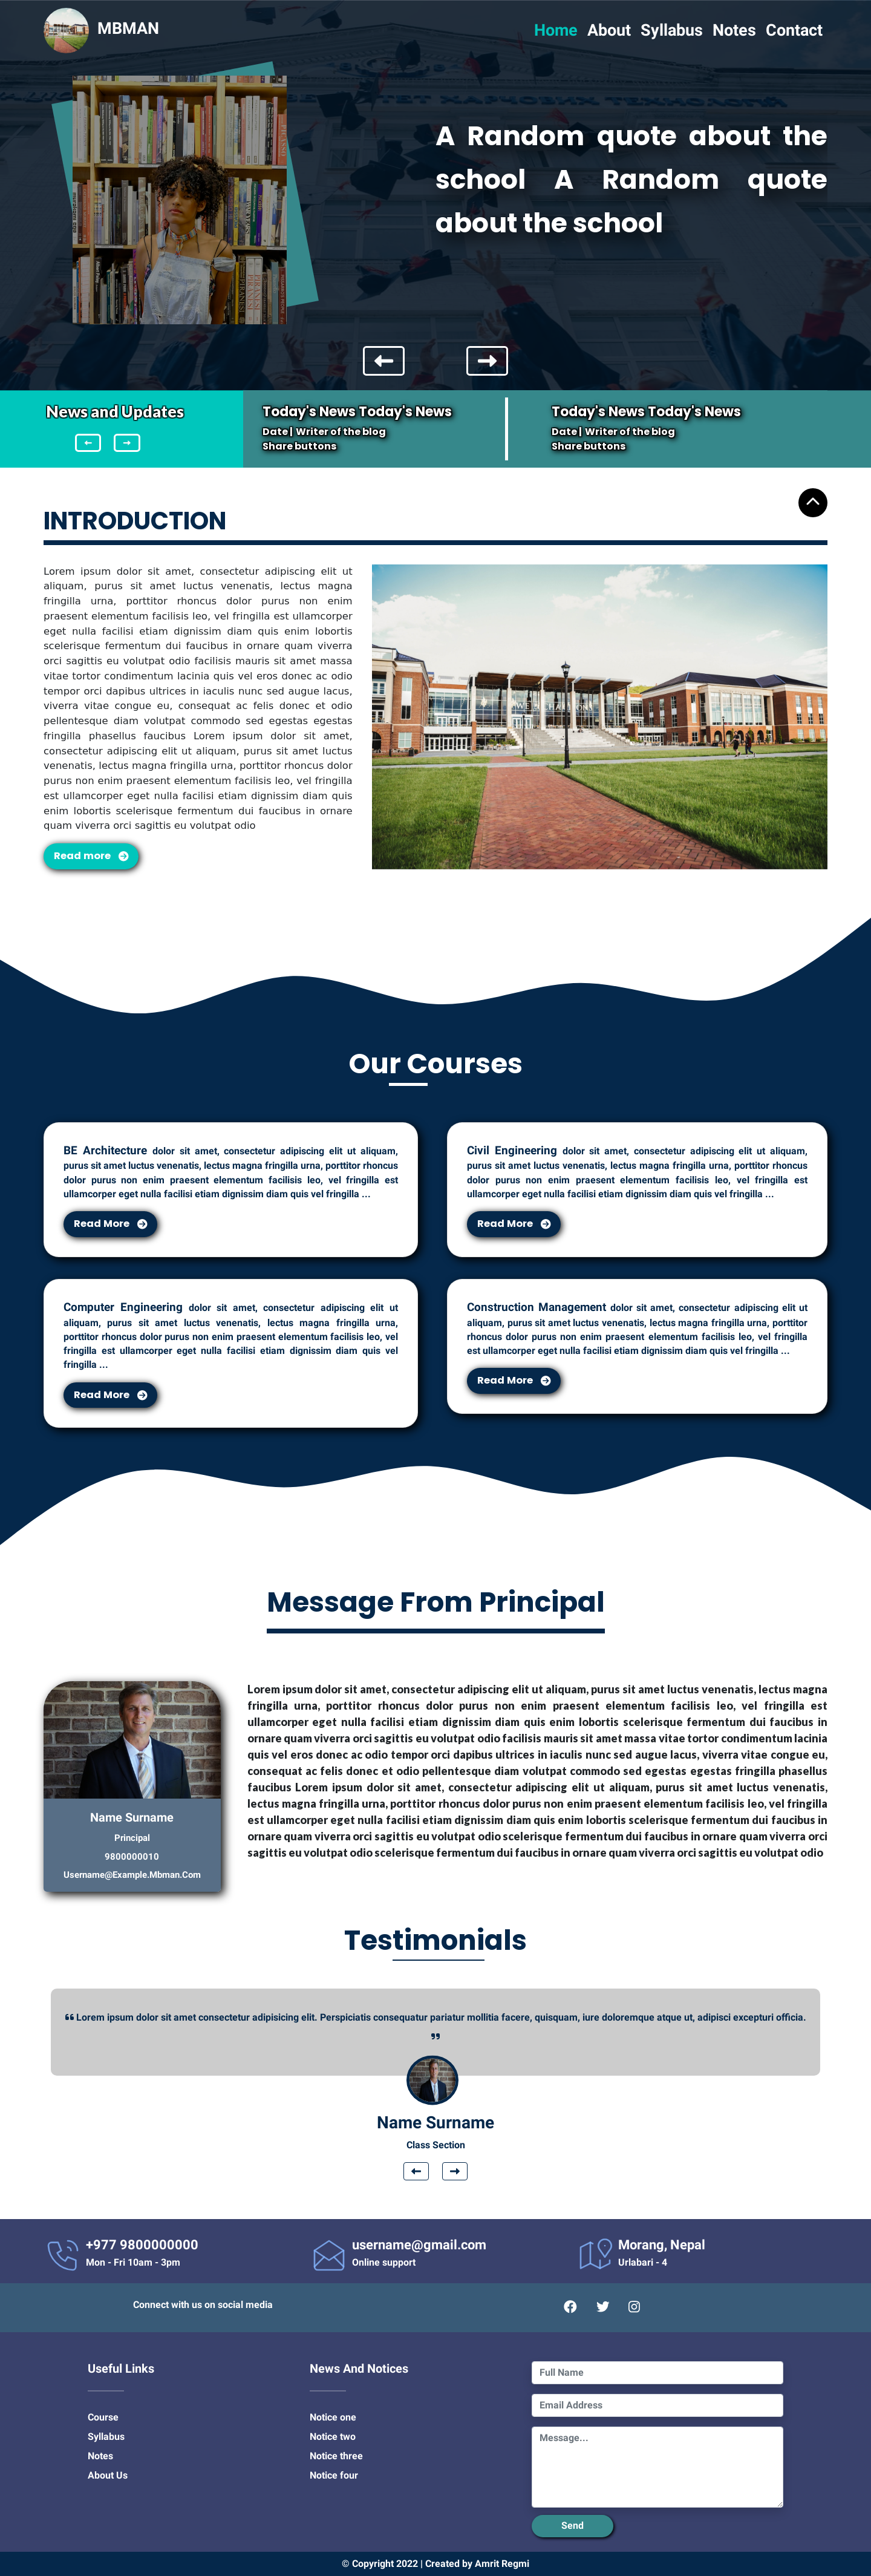 MBMAN
Home About Syllabus Notes Contact
A Random quote about the
school A Random quote
about the school
News and Updates
Today's News Today's News
Date | Writer of the blog
Share buttons
Today's News Today's News
Date | Writer of the blog
Share buttons
INTRODUCTION
Lorem ipsum dolor sit amet, consectetur adipiscing elit ut
aliquam, purus sit amet luctus venenatis, lectus magna
fringilla urna, porttitor rhoncus dolor purus non enim
praesent elementum facilisis leo, vel fringilla est ullamcorper
eget nulla facilisi etiam dignissim diam quis enim lobortis
scelerisque fermentum dui faucibus in ornare quam viverra
orci sagittis eu volutpat odio facilisis mauris sit amet massa
vitae tortor condimentum lacinia quis vel eros donec ac odio
tempor orci dapibus ultrices in iaculis nunc sed augue lacus,
viverra vitae congue eu, consequat ac felis donec et odio
pellentesque diam volutpat commodo sed egestas egestas
fringilla phasellus faucibus Lorem ipsum dolor sit amet,
consectetur adipiscing elit ut aliquam, purus sit amet luctus
venenatis, lectus magna fringilla urna, porttitor rhoncus dolor
purus non enim praesent elementum facilisis leo, vel fringilla
est ullamcorper eget nulla facilisi etiam dignissim diam quis
enim lobortis scelerisque fermentum dui faucibus in ornare
quam viverra orci sagittis eu volutpat odio
Read more
Our Courses
BE Architecture dolor sit amet, consectetur adipiscing elit ut aliquam,
purus sit amet luctus venenatis, lectus magna fringilla urna, porttitor rhoncus
dolor purus non enim praesent elementum facilisis leo, vel fringilla est
ullamcorper eget nulla facilisi etiam dignissim diam quis vel fringilla ...
Read More
Civil Engineering dolor sit amet, consectetur adipiscing elit ut aliquam,
purus sit amet luctus venenatis, lectus magna fringilla urna, porttitor rhoncus
dolor purus non enim praesent elementum facilisis leo, vel fringilla est
ullamcorper eget nulla facilisi etiam dignissim diam quis vel fringilla ...
Read More
Computer Engineering dolor sit amet, consectetur adipiscing elit ut
aliquam, purus sit amet luctus venenatis, lectus magna fringilla urna,
porttitor rhoncus dolor purus non enim praesent elementum facilisis leo, vel
fringilla est ullamcorper eget nulla facilisi etiam dignissim diam quis vel
fringilla ...
Read More
Construction Management dolor sit amet, consectetur adipiscing elit ut
aliquam, purus sit amet luctus venenatis, lectus magna fringilla urna, porttitor
rhoncus dolor purus non enim praesent elementum facilisis leo, vel fringilla
est ullamcorper eget nulla facilisi etiam dignissim diam quis vel fringilla ...
Read More
Message From Principal
Name Surname
Principal
9800000010
Username@Example.Mbman.Com
Lorem ipsum dolor sit amet, consectetur adipiscing elit ut aliquam, purus sit amet luctus venenatis, lectus magna
fringilla urna, porttitor rhoncus dolor purus non enim praesent elementum facilisis leo, vel fringilla est
ullamcorper eget nulla facilisi etiam dignissim diam quis enim lobortis scelerisque fermentum dui faucibus in
ornare quam viverra orci sagittis eu volutpat odio facilisis mauris sit amet massa vitae tortor condimentum lacinia
quis vel eros donec ac odio tempor orci dapibus ultrices in iaculis nunc sed augue lacus, viverra vitae congue eu,
consequat ac felis donec et odio pellentesque diam volutpat commodo sed egestas egestas fringilla phasellus
faucibus Lorem ipsum dolor sit amet, consectetur adipiscing elit ut aliquam, purus sit amet luctus venenatis,
lectus magna fringilla urna, porttitor rhoncus dolor purus non enim praesent elementum facilisis leo, vel fringilla
est ullamcorper eget nulla facilisi etiam dignissim diam quis enim lobortis scelerisque fermentum dui faucibus in
ornare quam viverra orci sagittis eu volutpat odio scelerisque fermentum dui faucibus in ornare quam viverra orci
sagittis eu volutpat odio scelerisque fermentum dui faucibus in ornare quam viverra orci sagittis eu volutpat odio
Testimonials
❝ Lorem ipsum dolor sit amet consectetur adipisicing elit. Perspiciatis consequatur pariatur mollitia facere, quisquam, iure doloremque atque ut, adipisci excepturi officia.
❞
Name Surname
Class Section
+977 9800000000
Mon - Fri 10am - 3pm
username@gmail.com
Online support
Morang, Nepal
Urlabari - 4
Connect with us on social media
Useful Links
Course
Syllabus
Notes
About Us
News And Notices
Notice one
Notice two
Notice three
Notice four
Full Name
Email Address
Message...
Send
© Copyright 2022 | Created by Amrit Regmi